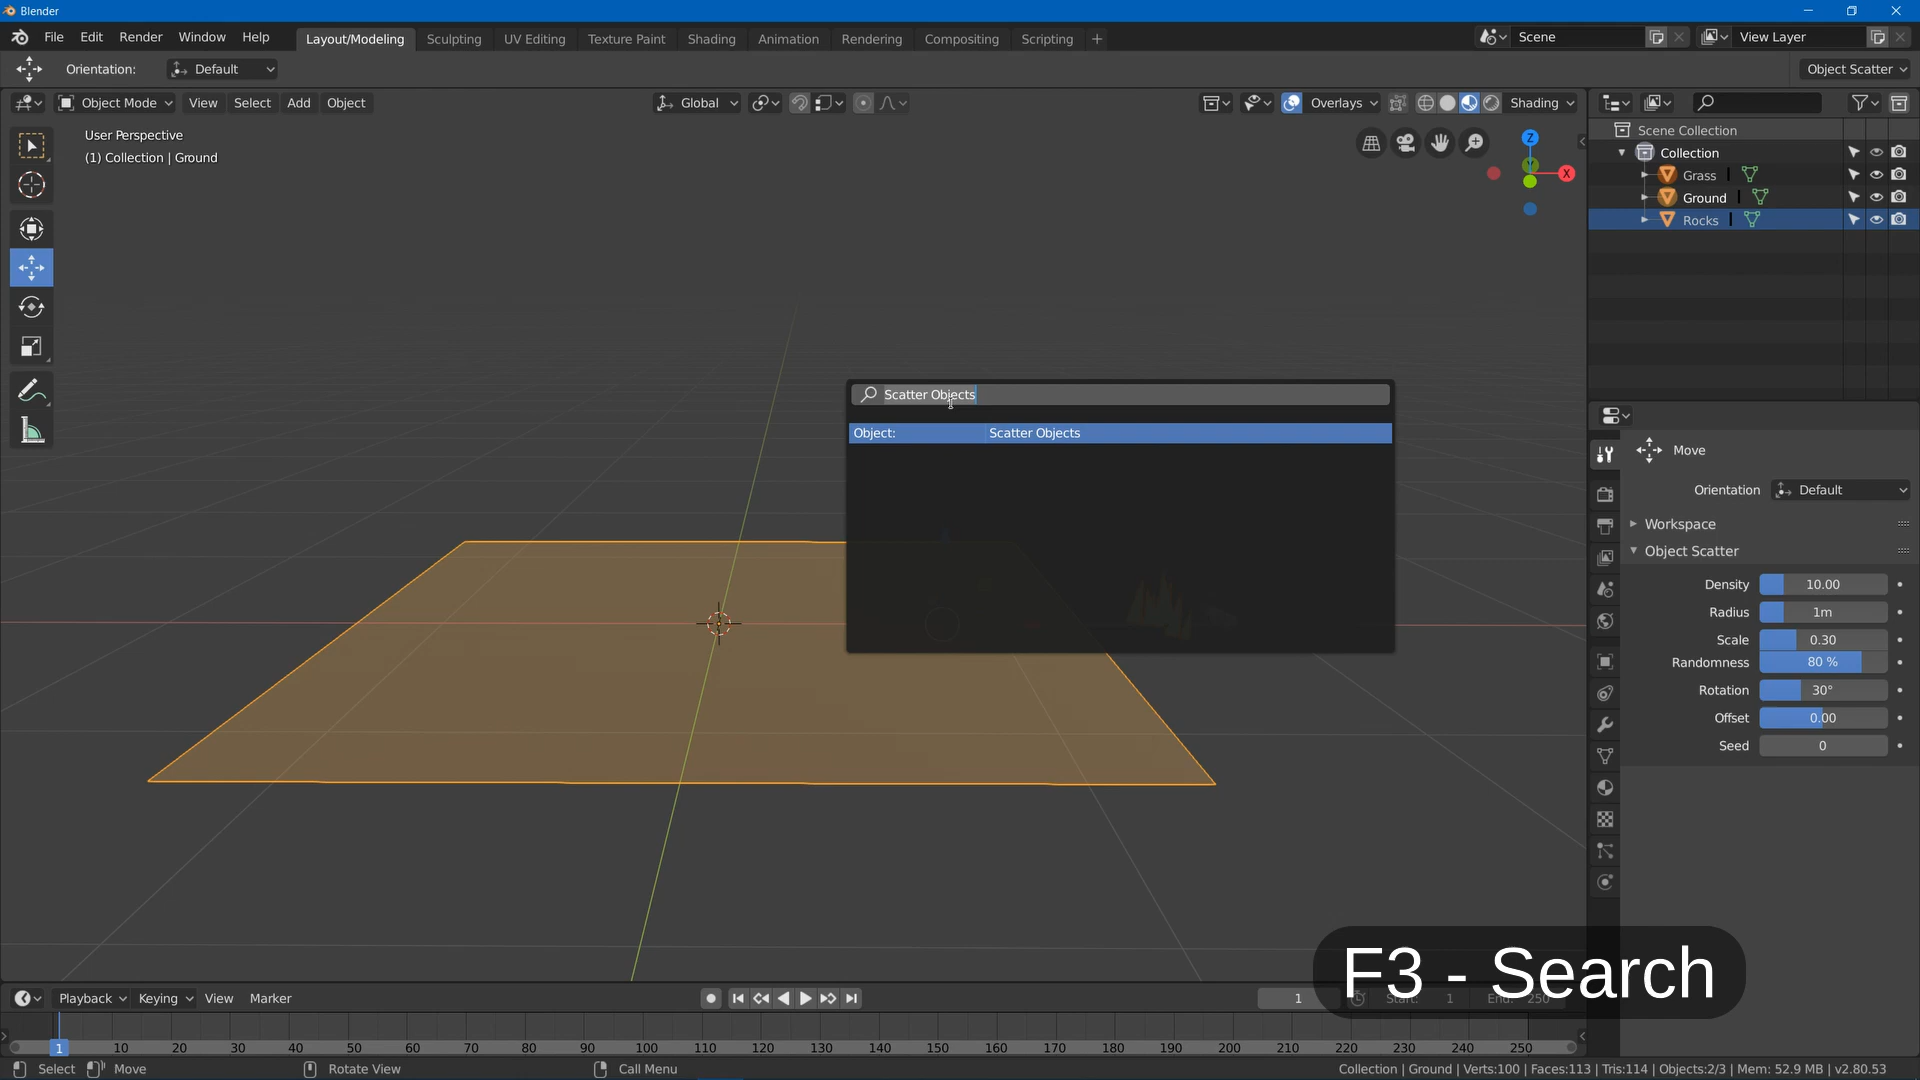 Blender
File Edit Render Window Help Layout/Modeling Sculpting UV Editing Texture Paint Shading Animation Rendering Compositing Scripting + Scene View Layer
Orientation: Default Object Scatter
Object Mode View Select Add Object Global Overlays Shading
User Perspective
(1) Collection | Ground
Z
Y
X
Scatter Objects
Object: Scatter Objects
Scene Collection
Collection
Grass
Ground
Rocks
Move
Orientation Default
Workspace
Object Scatter
Density 10.00
Radius 1m
Scale 0.30
Randomness 80 %
Rotation 30°
Offset 0.00
Seed 0
F3 - Search
Playback Keying View Marker 1 Start: 1 End: 250
1 10 20 30 40 50 60 70 80 90 100 110 120 130 140 150 160 170 180 190 200 210 220 230 240 250
Select Move Rotate View Call Menu Collection | Ground | Verts:100 | Faces:113 | Tris:114 | Objects:2/3 | Mem: 52.9 MB | v2.80.53